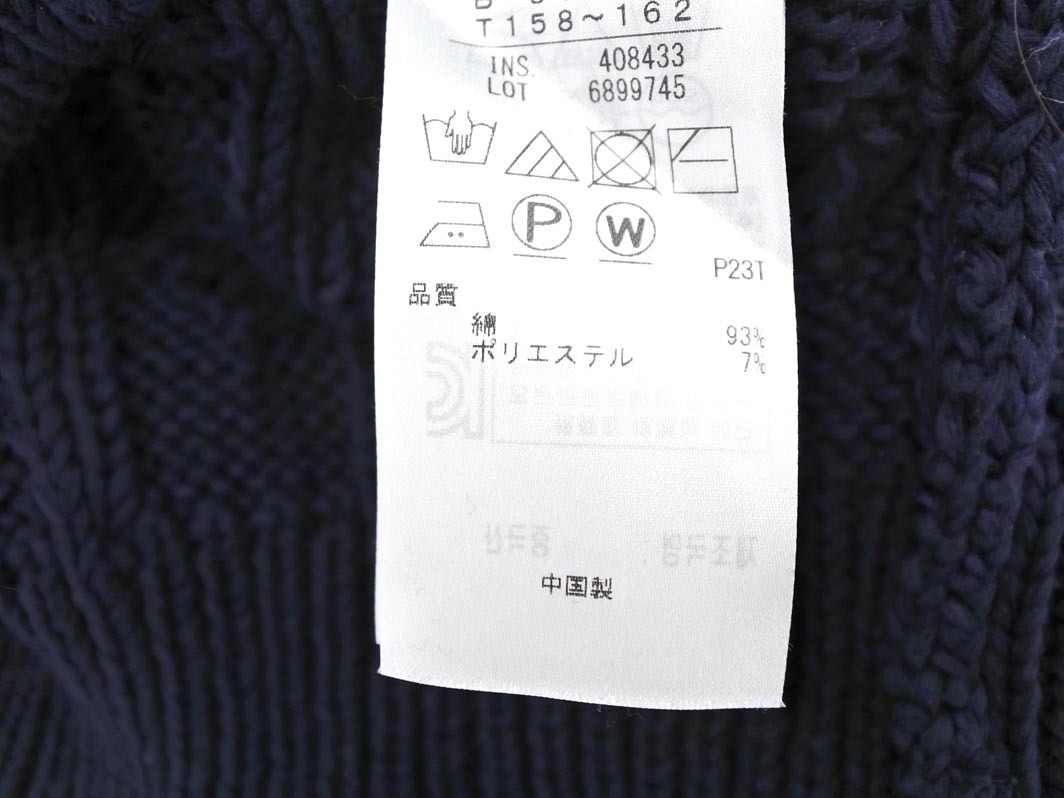 T158~162
INS. 408433
LOT 6899745
P W
P23T
品質
綿 93%
ポリエステル 7%
中国製